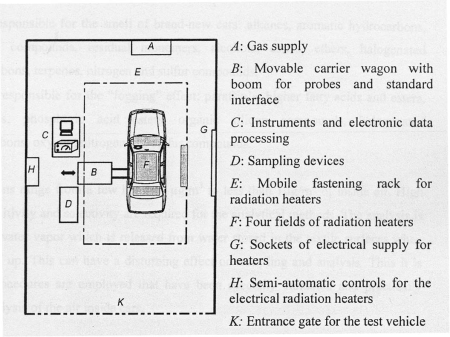 A
E
C
F
G
H
B
D
K
A: Gas supply
B: Movable carrier wagon with
boom for probes and standard
interface
C: Instruments and electronic data
processing
D: Sampling devices
E: Mobile fastening rack for
radiation heaters
F: Four fields of radiation heaters
G: Sockets of electrical supply for
heaters
H: Semi-automatic controls for the
electrical radiation heaters
K: Entrance gate for the test vehicle